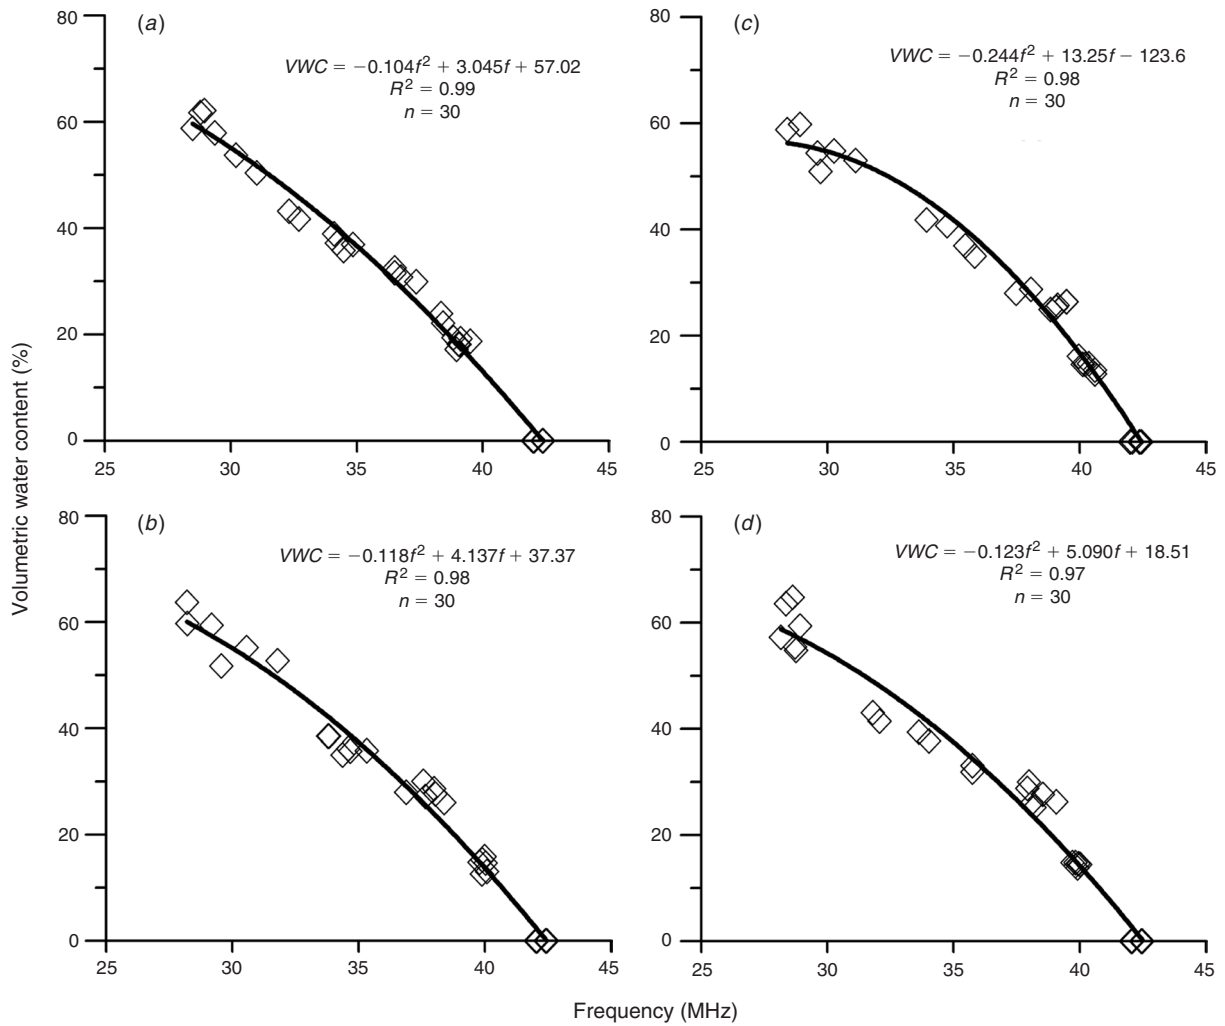 (a)
VWC = −0.104f² + 3.045f + 57.02
R² = 0.99
n = 30
80
60
40
20
0
25 30 35 40 45
(c)
VWC = −0.244f² + 13.25f − 123.6
R² = 0.98
n = 30
80
60
40
20
0
25 30 35 40 45
(b)
VWC = −0.118f² + 4.137f + 37.37
R² = 0.98
n = 30
80
60
40
20
0
25 30 35 40 45
(d)
VWC = −0.123f² + 5.090f + 18.51
R² = 0.97
n = 30
80
60
40
20
0
25 30 35 40 45
Volumetric water content (%)
Frequency (MHz)